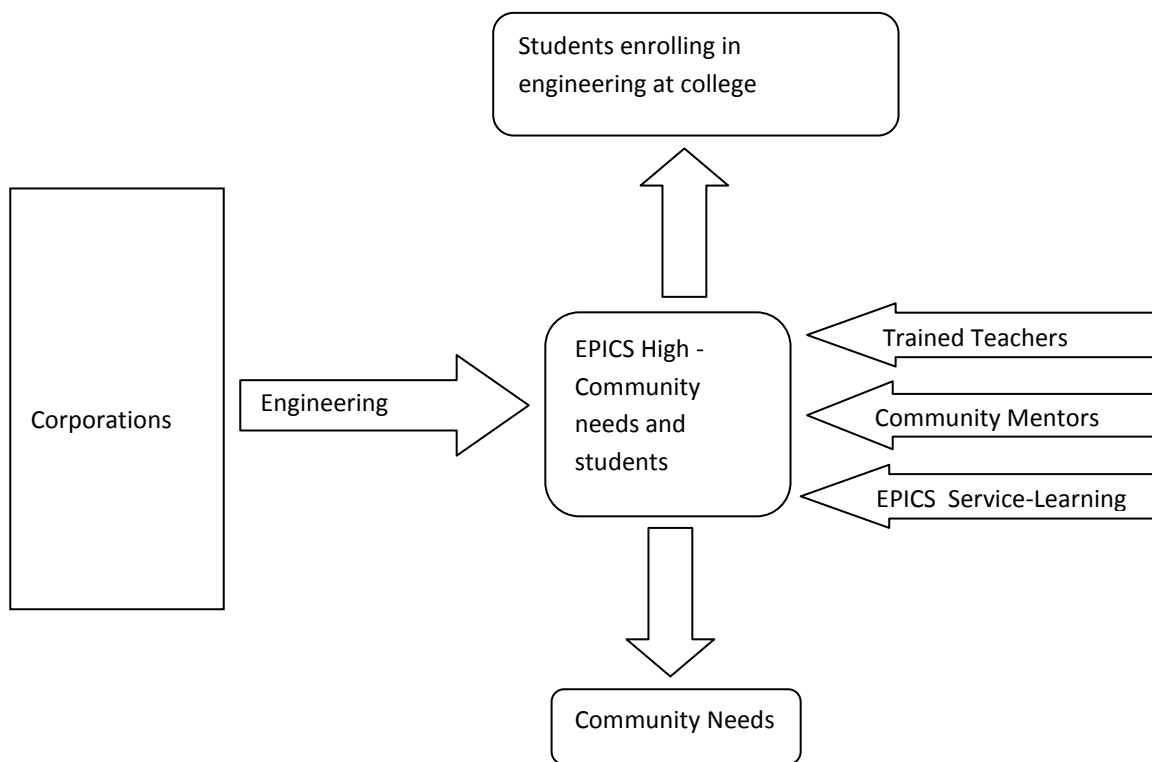 Students enrolling in
engineering at college
Corporations
Engineering
EPICS High -
Community
needs and
students
Trained Teachers
Community Mentors
EPICS  Service-Learning
Community Needs